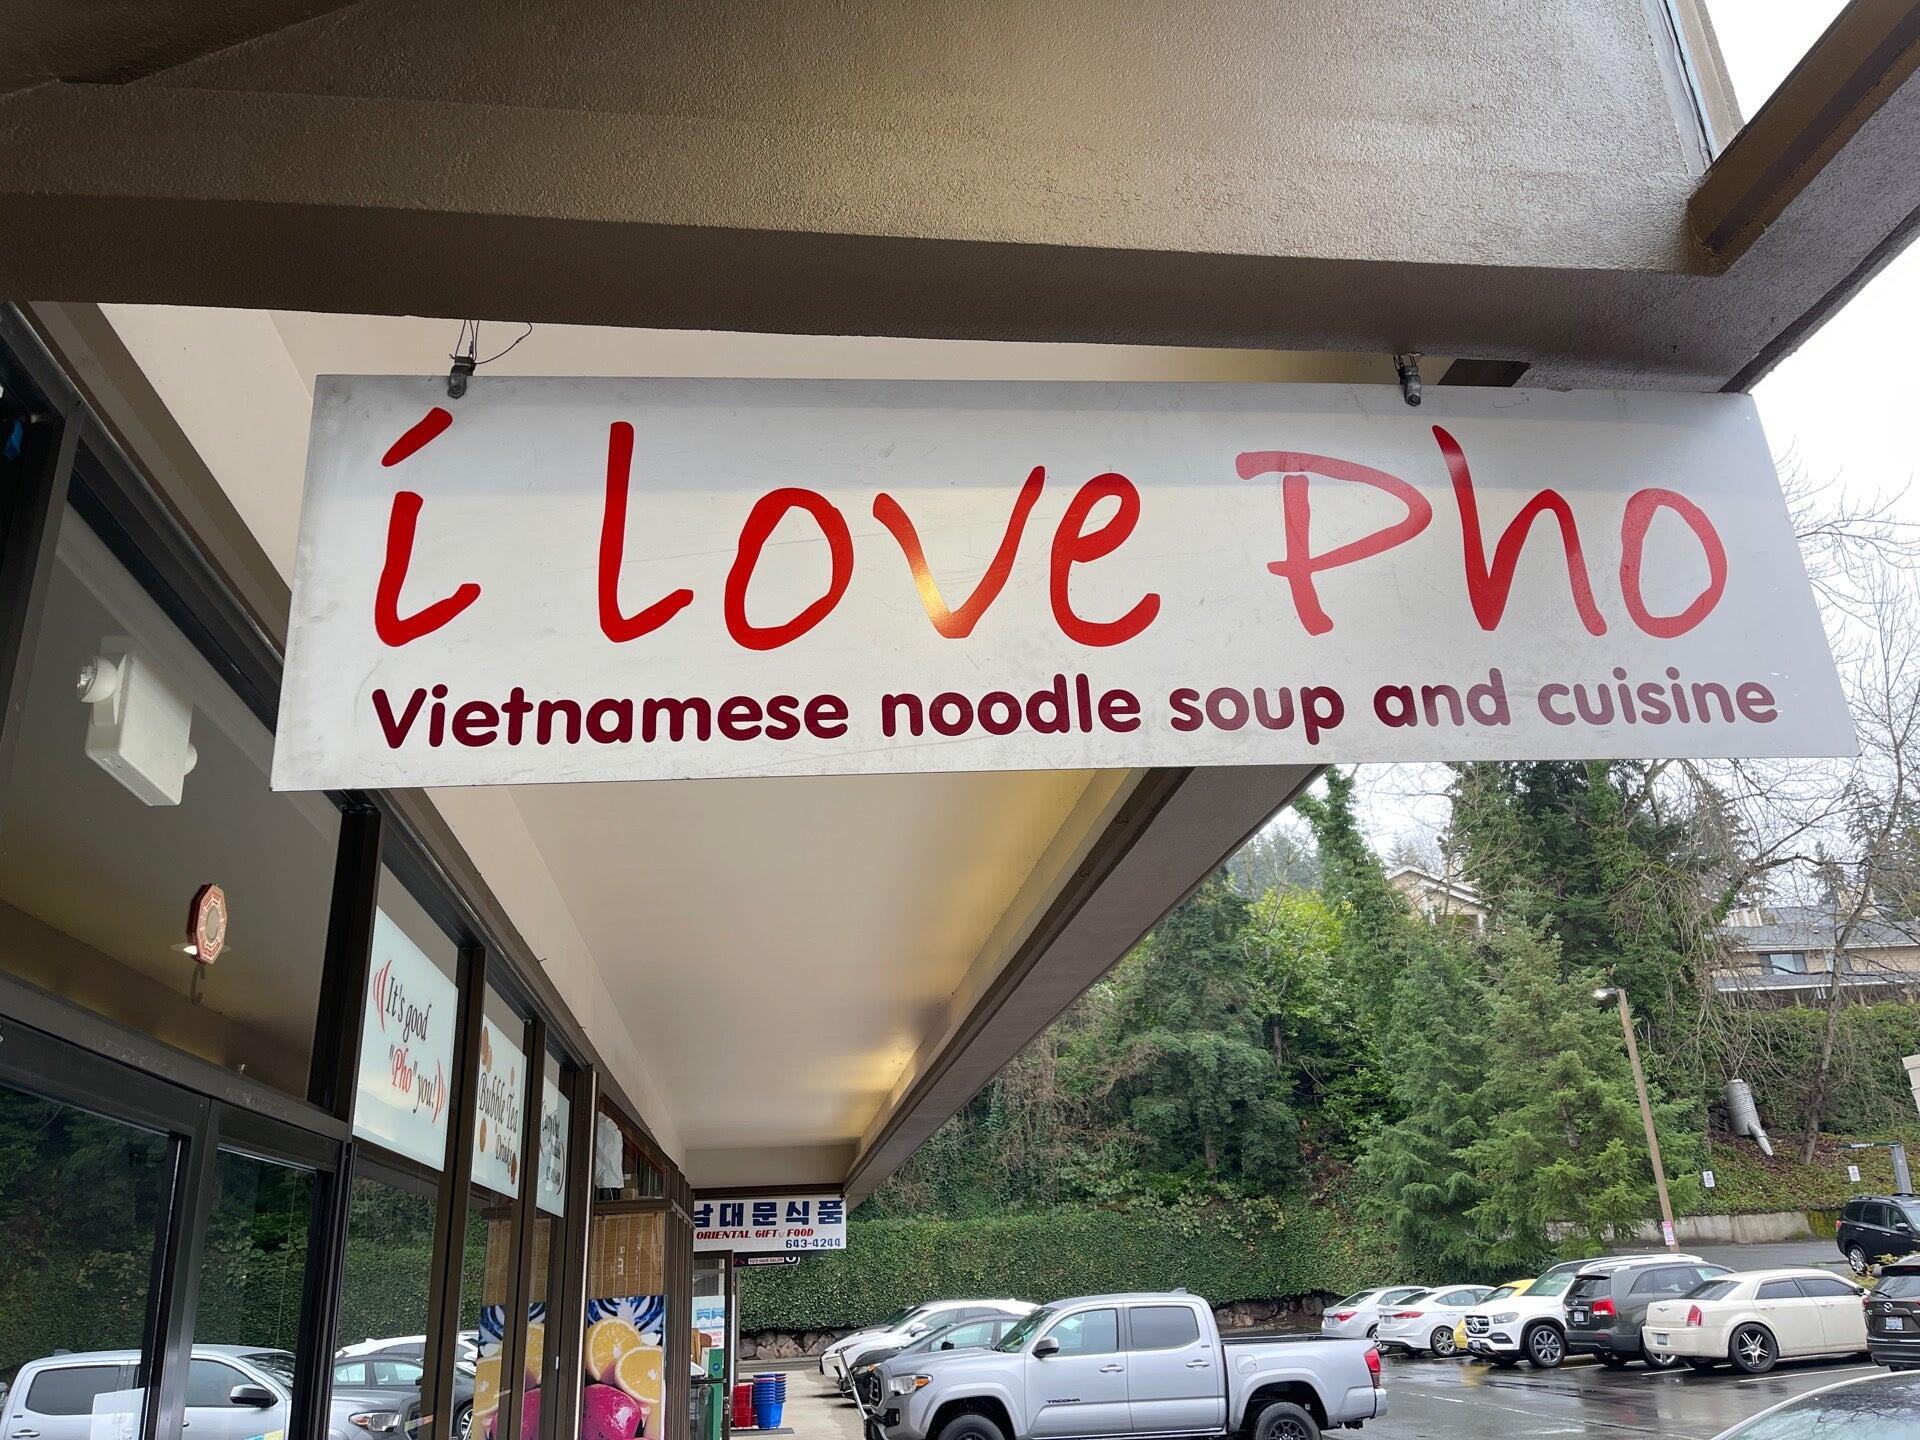 i Love Pho
Vietnamese noodle soup and cuisine
It's good
"Pho" you!
Bubble Tea
Drinks
남대문식품
ORIENTAL GIFT FOOD
643-4244
TACOMA